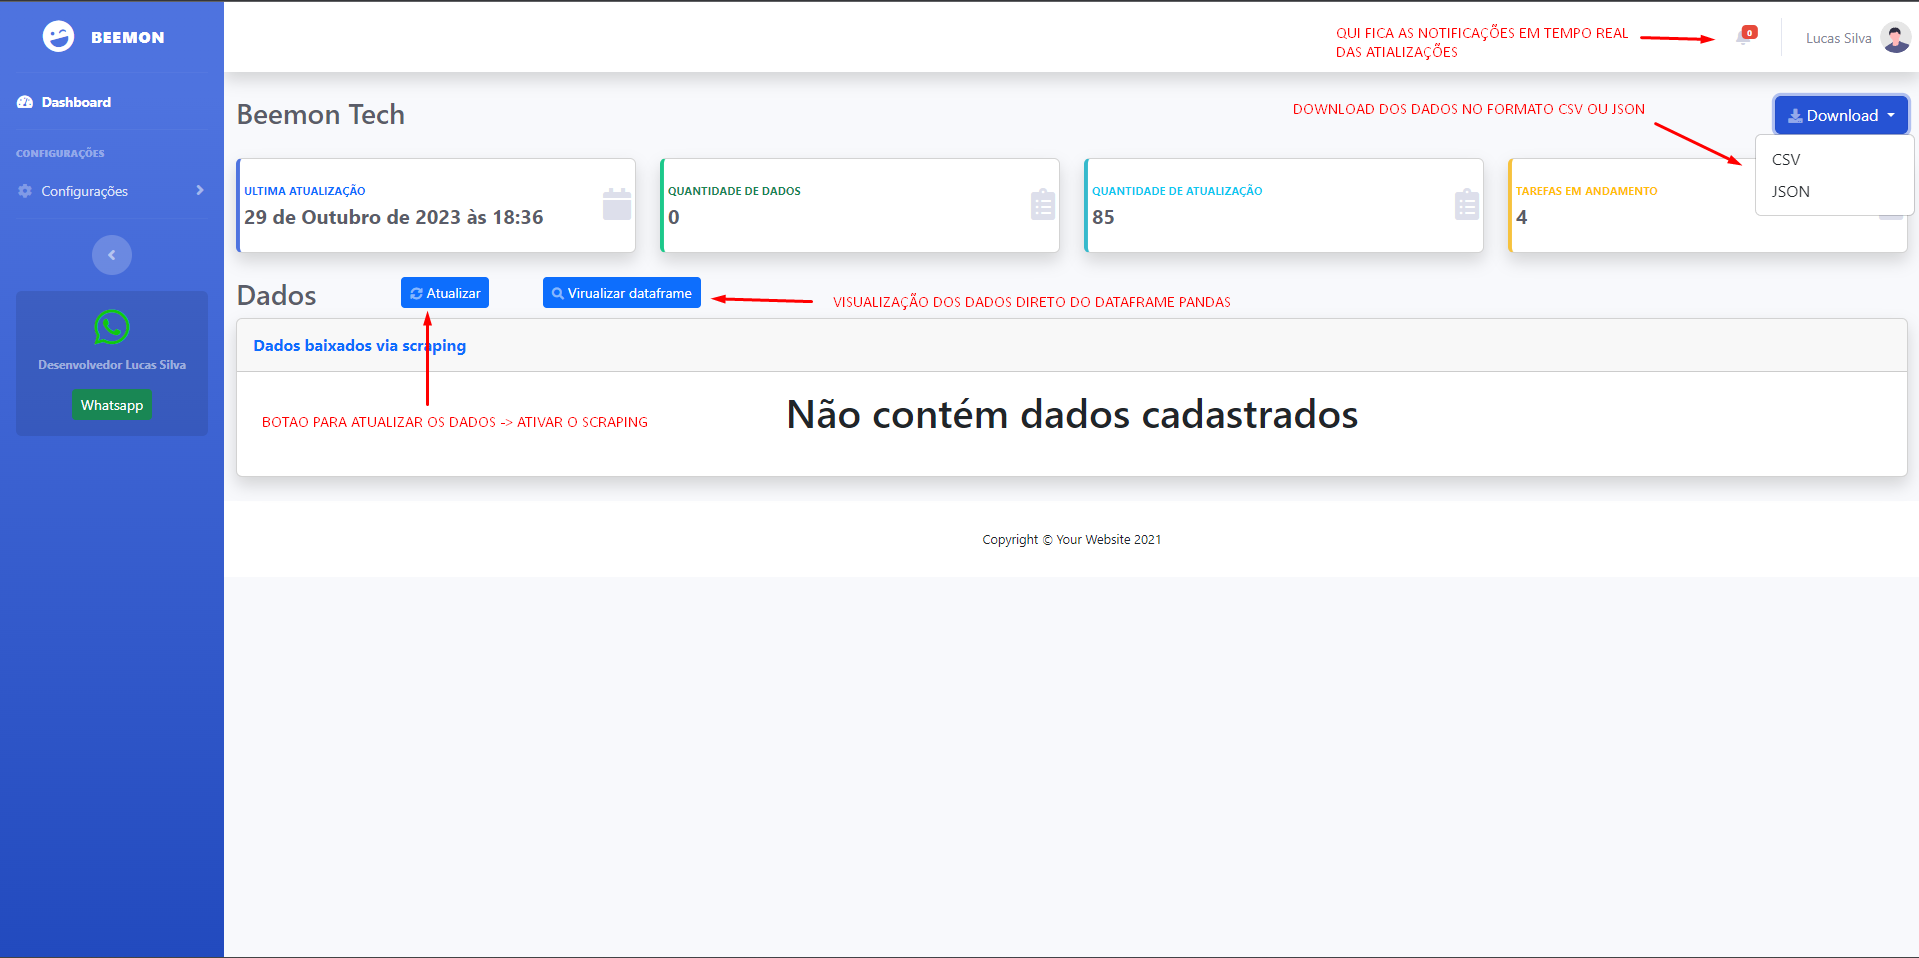 BEEMON
Dashboard
CONFIGURAÇÕES
Configurações
Desenvolvedor Lucas Silva
Whatsapp
QUI FICA AS NOTIFICAÇÕES EM TEMPO REAL
DAS ATIALIZAÇÕES
0
Lucas Silva
Beemon Tech
DOWNLOAD DOS DADOS NO FORMATO CSV OU JSON
Download
CSV
JSON
ULTIMA ATUALIZAÇÃO
29 de Outubro de 2023 às 18:36
QUANTIDADE DE DADOS
0
QUANTIDADE DE ATUALIZAÇÃO
85
TAREFAS EM ANDAMENTO
4
Dados
Atualizar
Virualizar dataframe
VISUALIZAÇÃO DOS DADOS DIRETO DO DATAFRAME PANDAS
Dados baixados via scraping
BOTAO PARA ATUALIZAR OS DADOS -> ATIVAR O SCRAPING
Não contém dados cadastrados
Copyright © Your Website 2021